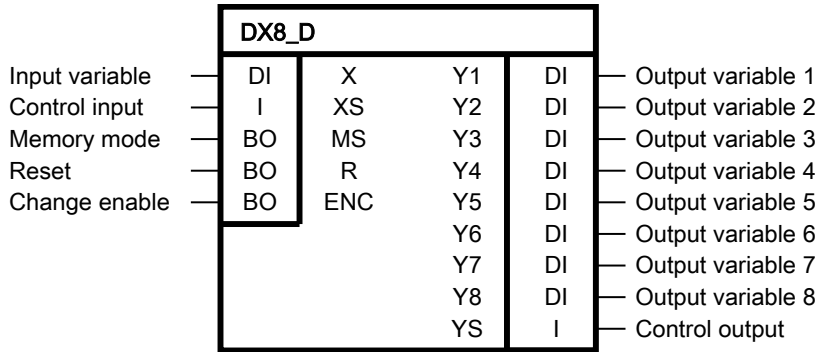 DX8_D
Input variable DI X Y1 DI Output variable 1
Control input I XS Y2 DI Output variable 2
Memory mode BO MS Y3 DI Output variable 3
Reset BO R Y4 DI Output variable 4
Change enable BO ENC Y5 DI Output variable 5
Y6 DI Output variable 6
Y7 DI Output variable 7
Y8 DI Output variable 8
YS I Control output